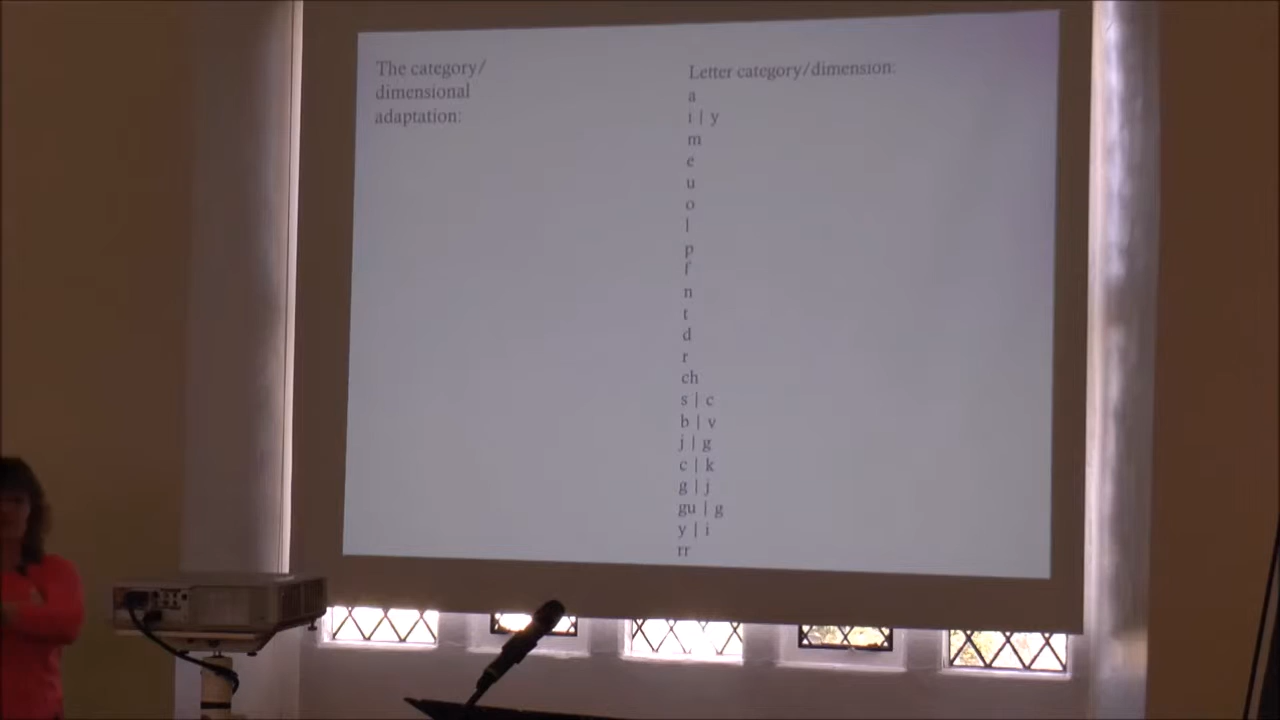 The category/
dimensional
adaptation:
Letter category/dimension:
a
i | y
m
e
u
o
l
p
f
n
t
d
r
ch
s | c
b | v
j | g
c | k
g | j
gu | g
y | i
rr